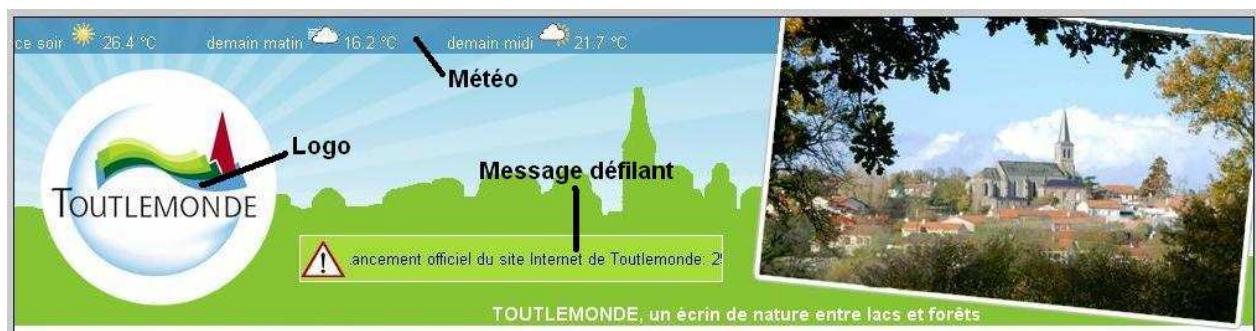 ce soir 26.4 °C demain matin 16.2 °C demain midi 21.7 °C
Météo
Logo
Message défilant
TOUTLEMONDE
ancement officiel du site Internet de Toutlemonde: 2
TOUTLEMONDE, un écrin de nature entre lacs et forêts